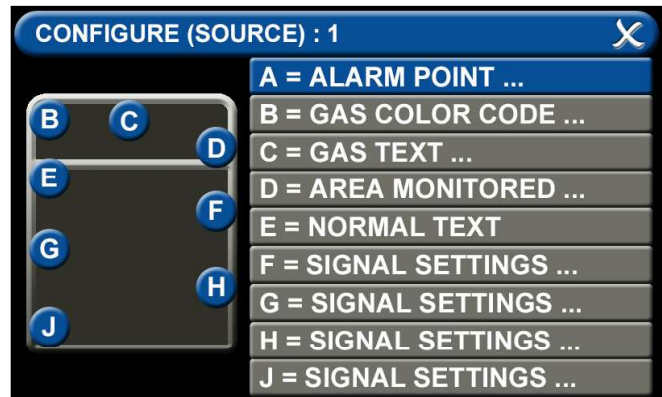 CONFIGURE (SOURCE) : 1
X
A = ALARM POINT ...
B = GAS COLOR CODE ...
C = GAS TEXT ...
D = AREA MONITORED ...
E = NORMAL TEXT
F = SIGNAL SETTINGS ...
G = SIGNAL SETTINGS ...
H = SIGNAL SETTINGS ...
J = SIGNAL SETTINGS ...
B C
D
E
F
G
H
J